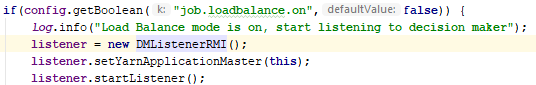 if(config.getBoolean( k: "job.loadbalance.on", defaultValue: false)) {
log.info("Load Balance mode is on, start listening to decision maker");
listener = new DMListenerRMI();
listener.setYarnApplicationMaster(this);
listener.startListener();